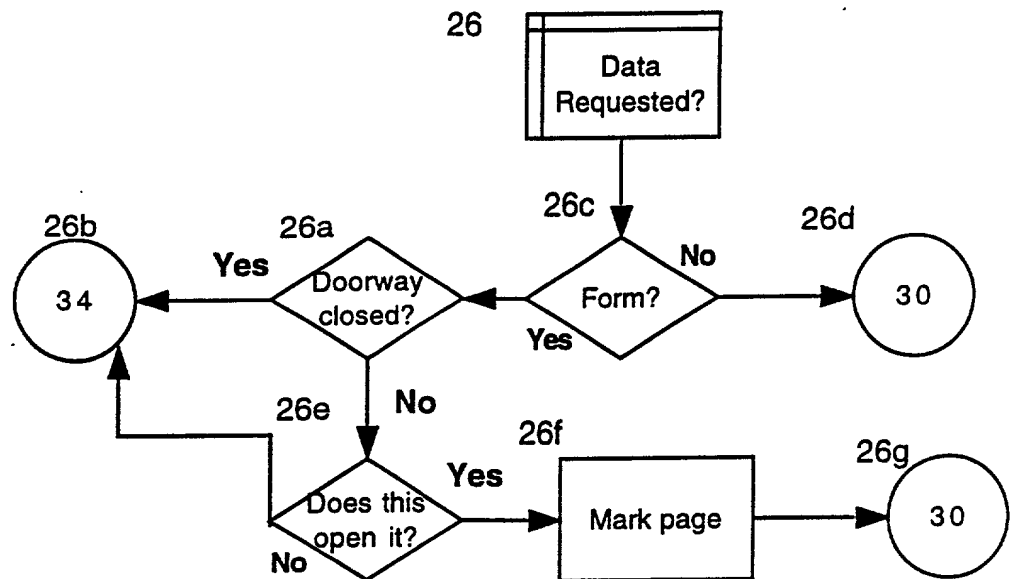 26
Data
Requested?
26c
26d
26b
26a
Yes
Doorway
closed?
No
Form?
Yes
34
30
26e
No
26f
26g
Does this
open it?
Yes
No
Mark page
30